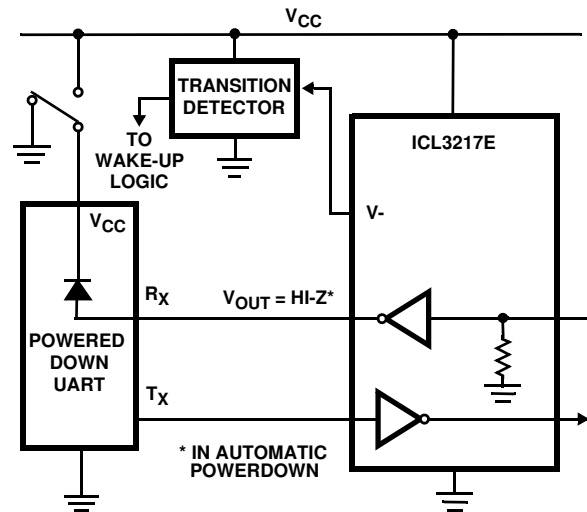 VCC
TRANSITION
DETECTOR
TO
WAKE-UP
LOGIC
ICL3217E
V-
VCC
RX
VOUT = HI-Z*
POWERED
DOWN
UART
TX
* IN AUTOMATIC
POWERDOWN